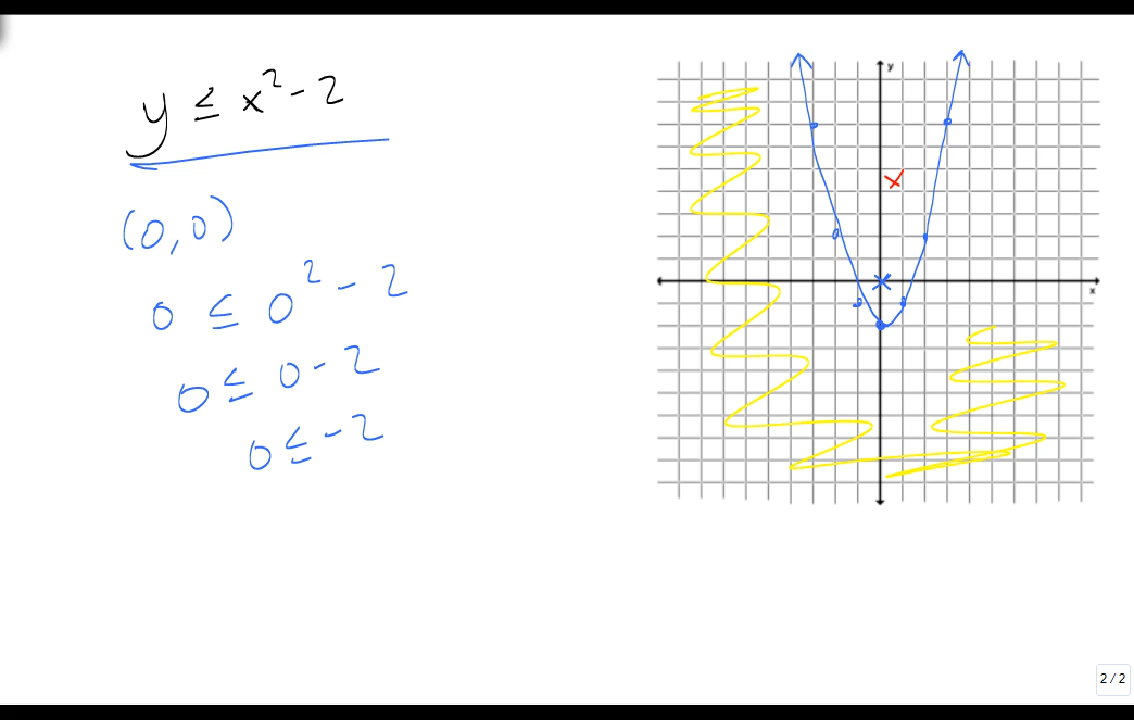 y ≤ x² - 2
(0,0)
0 ≤ 0² - 2
0 ≤ 0 - 2
0 ≤ - 2
y
x
2 / 2